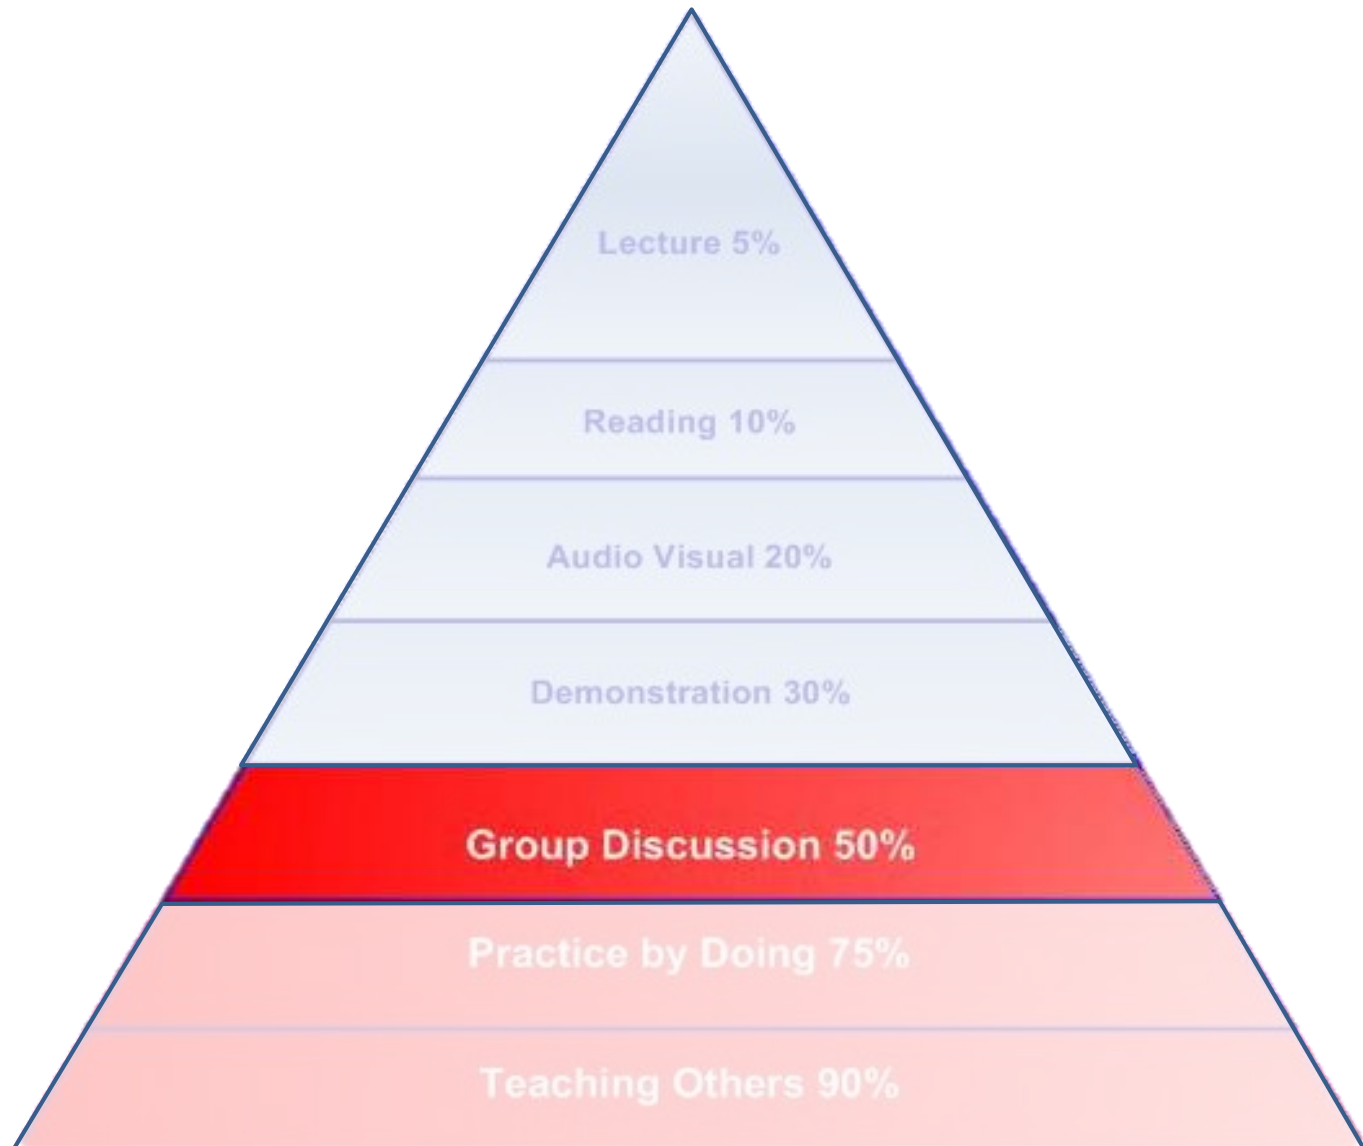 Lecture 5%
Reading 10%
Audio Visual 20%
Demonstration 30%
Group Discussion 50%
Practice by Doing 75%
Teaching Others 90%